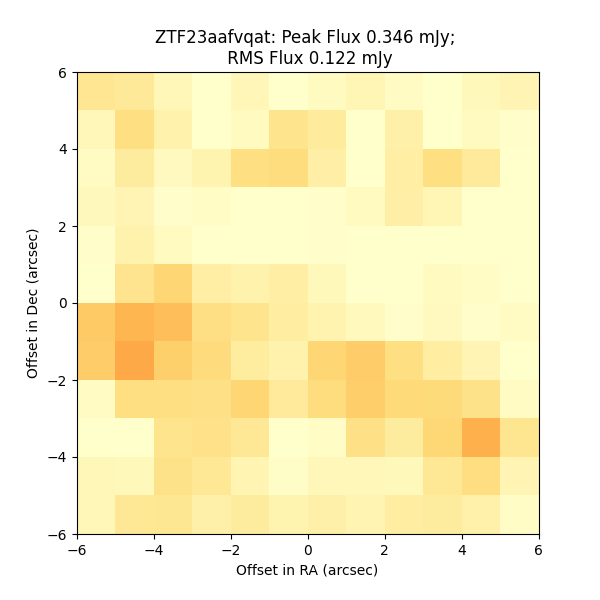 ZTF23aafvqat: Peak Flux 0.346 mJy;
RMS Flux 0.122 mJy
6
4
2
0
−2
−4
−6
Offset in Dec (arcsec)
−6 −4 −2 0 2 4 6
Offset in RA (arcsec)